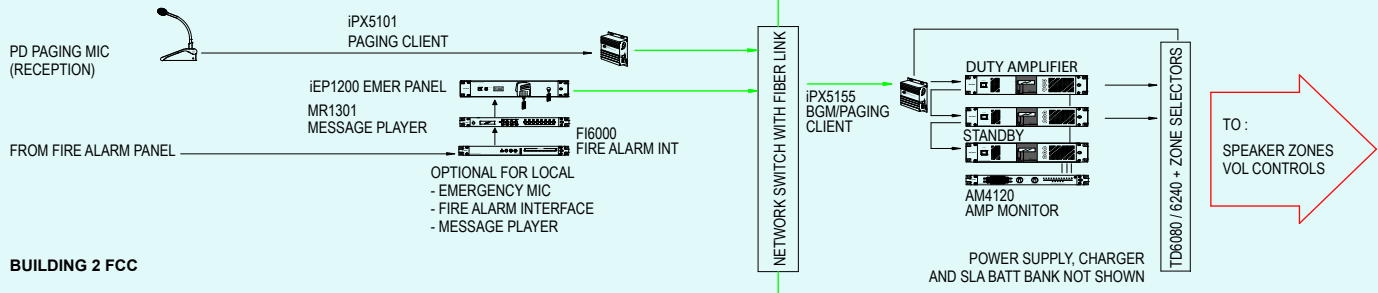 iPX5101
PAGING CLIENT
PD PAGING MIC
(RECEPTION)
iEP1200 EMER PANEL
MR1301
MESSAGE PLAYER
FI6000
FIRE ALARM INT
FROM FIRE ALARM PANEL
OPTIONAL FOR LOCAL
- EMERGENCY MIC
- FIRE ALARM INTERFACE
- MESSAGE PLAYER
BUILDING 2 FCC
NETWORK SWITCH WITH FIBER LINK
iPX5155
BGM/PAGING
CLIENT
DUTY AMPLIFIER
STANDBY
AM4120
AMP MONITOR
POWER SUPPLY, CHARGER
AND SLA BATT BANK NOT SHOWN
TD6080 / 6240 + ZONE SELECTORS
TO :
SPEAKER ZONES
VOL CONTROLS